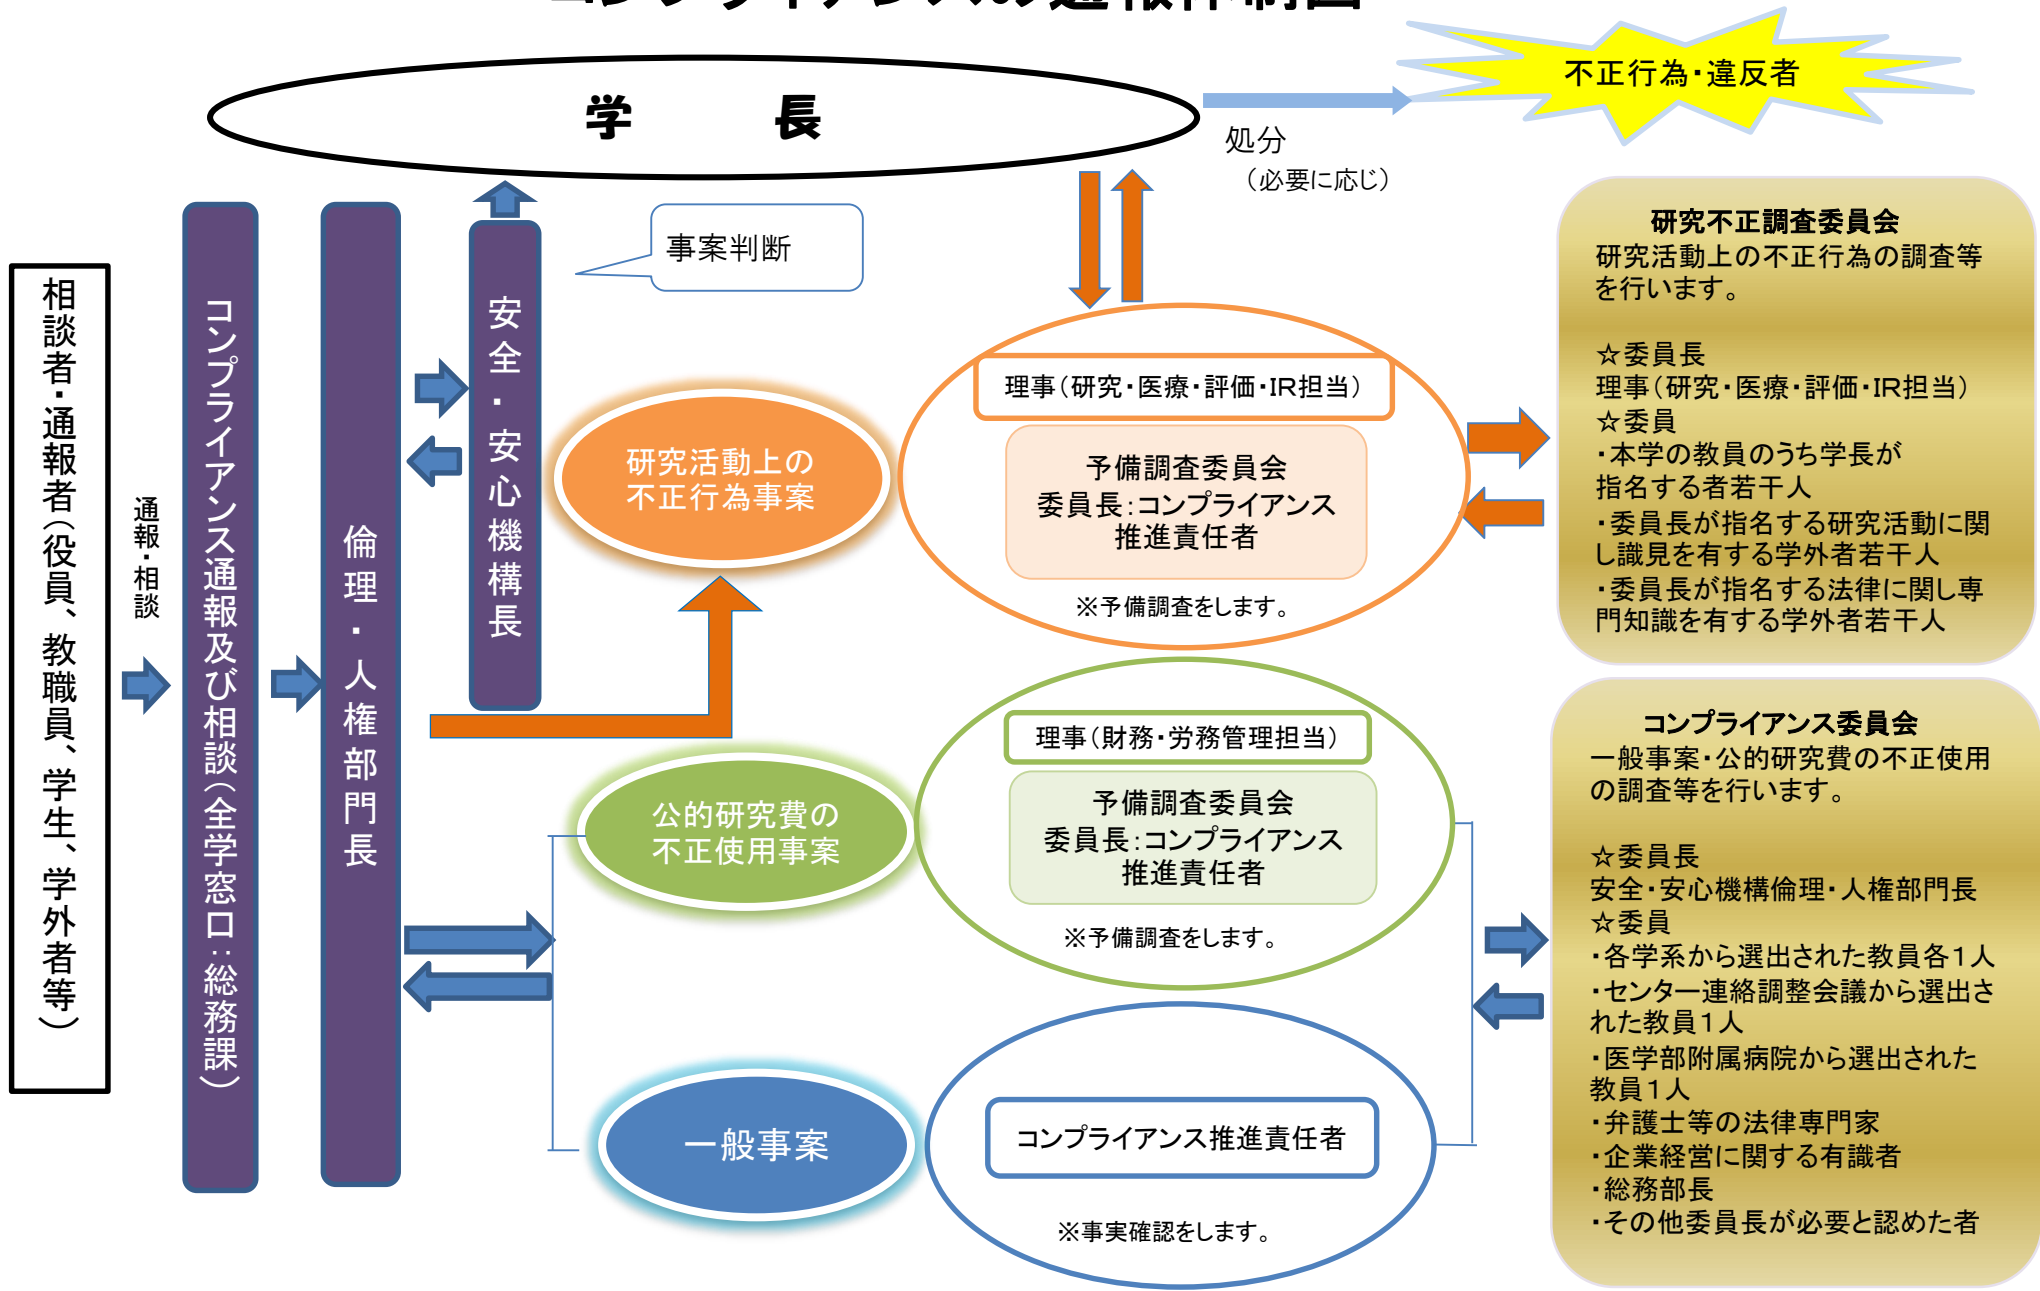 コンプライアンスの通報体制図
学　長
不正行為・違反者
処分
（必要に応じ）
事案判断
相談者・通報者（役員、教職員、学生、学外者等）
通報・相談
コンプライアンス通報及び相談（全学窓口：総務課）
倫理・人権部門長
安全・安心機構長
研究活動上の
不正行為事案
理事（研究・医療・評価・IR担当）
予備調査委員会
委員長：コンプライアンス
推進責任者
※予備調査をします。
研究不正調査委員会
研究活動上の不正行為の調査等
を行います。
☆委員長
理事（研究・医療・評価・IR担当）
☆委員
・本学の教員のうち学長が
指名する者若干人
・委員長が指名する研究活動に関
し識見を有する学外者若干人
・委員長が指名する法律に関し専
門知識を有する学外者若干人
公的研究費の
不正使用事案
理事（財務・労務管理担当）
予備調査委員会
委員長：コンプライアンス
推進責任者
※予備調査をします。
一般事案
コンプライアンス推進責任者
※事実確認をします。
コンプライアンス委員会
一般事案・公的研究費の不正使用
の調査等を行います。
☆委員長
安全・安心機構倫理・人権部門長
☆委員
・各学系から選出された教員各１人
・センター連絡調整会議から選出さ
れた教員１人
・医学部附属病院から選出された
教員１人
・弁護士等の法律専門家
・企業経営に関する有識者
・総務部長
・その他委員長が必要と認めた者